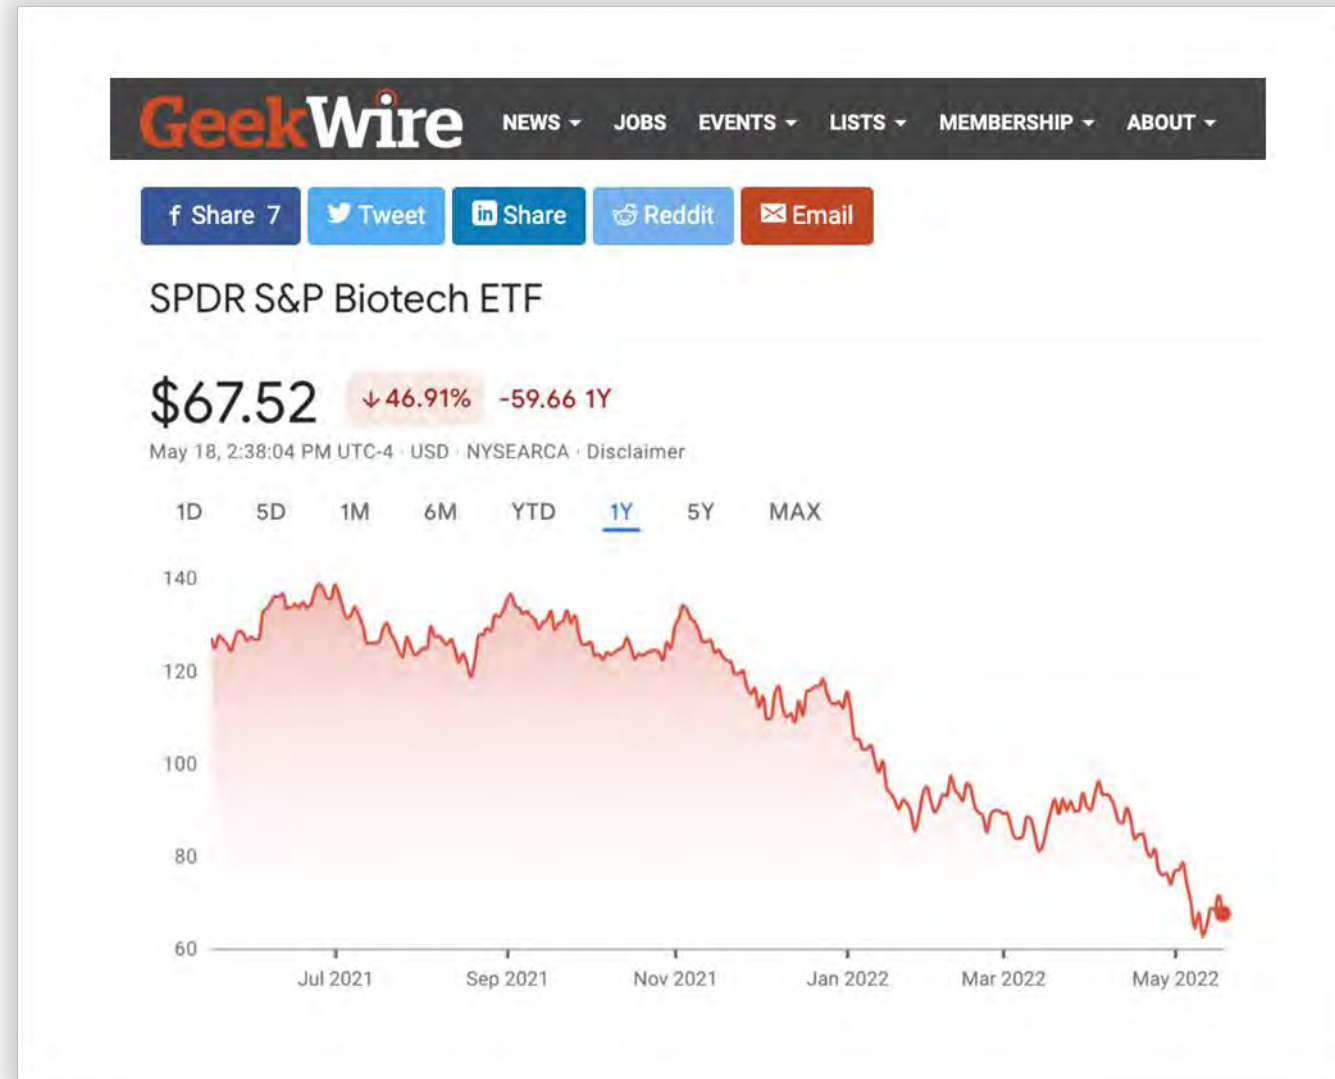 GeekWire NEWS JOBS EVENTS LISTS MEMBERSHIP ABOUT
f Share 7 Tweet in Share Reddit Email
SPDR S&P Biotech ETF
$67.52 ↓46.91% -59.66 1Y
May 18, 2:38:04 PM UTC-4 · USD · NYSEARCA · Disclaimer
1D 5D 1M 6M YTD 1Y 5Y MAX
140
120
100
80
60
Jul 2021 Sep 2021 Nov 2021 Jan 2022 Mar 2022 May 2022